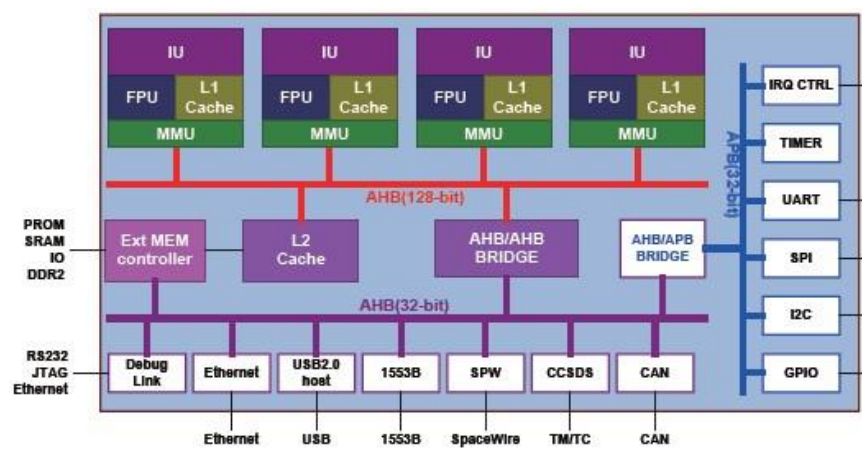 IU
FPU
L1
Cache
MMU
IU
FPU
L1
Cache
MMU
IU
FPU
L1
Cache
MMU
IU
FPU
L1
Cache
MMU
AHB(128-bit)
PROM
SRAM
IO
DDR2
Ext MEM
controller
L2
Cache
AHB/AHB
BRIDGE
AHB/APB
BRIDGE
AHB(32-bit)
RS232
JTAG
Ethernet
Debug
Link
Ethernet
USB2.0
host
1553B
SPW
CCSDS
CAN
Ethernet
USB
1553B
SpaceWire
TM/TC
CAN
APB(32-bit)
IRQ CTRL
TIMER
UART
SPI
I2C
GPIO